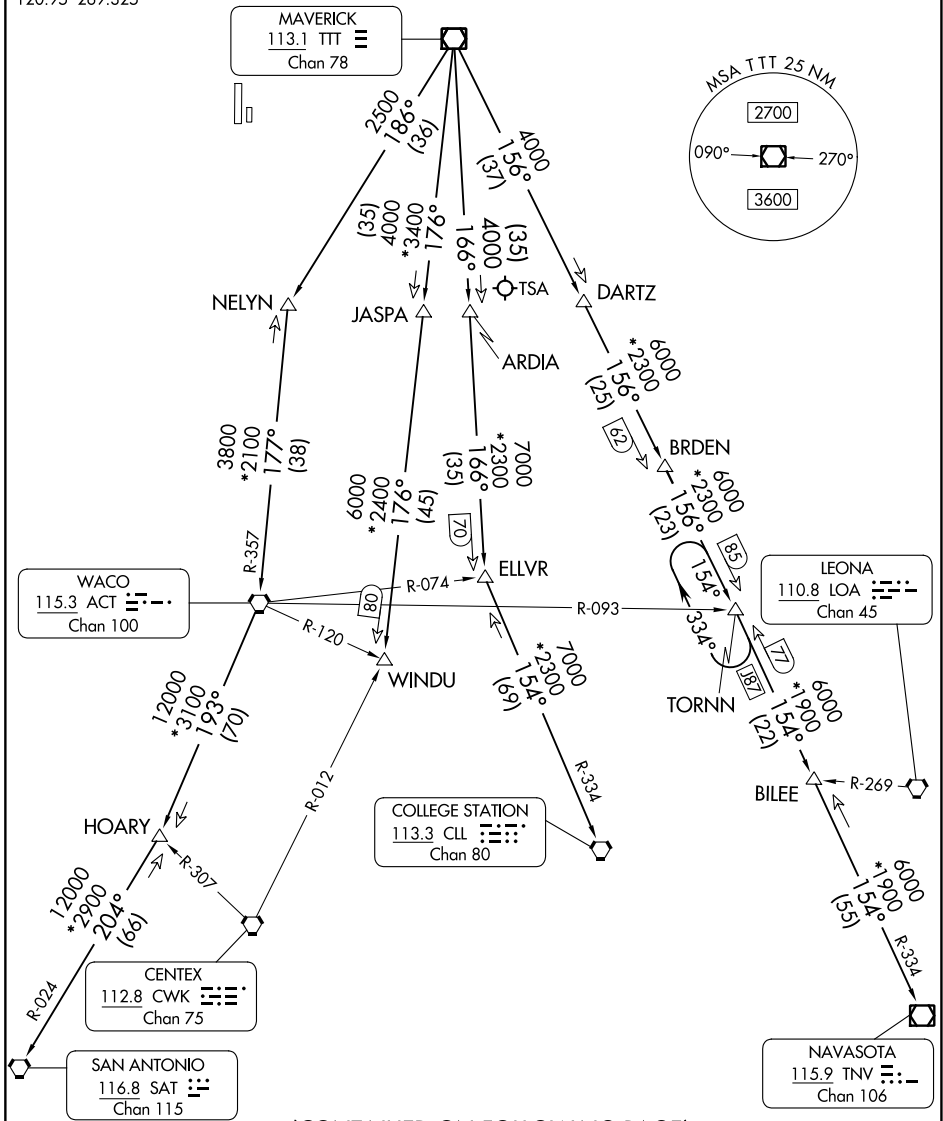 MAVERICK
113.1 TTT
Chan 78
MSA TTT 25 NM
2700
090°
270°
3600
2500
186°
(36)
(35)
4000
*3400
176°
(35)
4000
166°
4000
156°
(37)
TSA
NELYN
JASPA
ARDIA
DARTZ
3800
*2100
177°
(38)
6000
*2400
176°
(45)
7000
*2300
166°
(35)
6000
*2300
156°
(25)
62
BRDEN
6000
*2300
156°
(23)
85
R-357
70
ELLVR
WACO
115.3 ACT
Chan 100
R-074
80
R-093
R-120
WINDU
154°
334°
J87
77
TORNN
LEONA
110.8 LOA
Chan 45
12000
*3100
193°
(70)
7000
*2300
154°
(69)
6000
*1900
154°
(22)
R-012
R-334
BILEE
R-269
HOARY
R-307
COLLEGE STATION
113.3 CLL
Chan 80
12000
*2900
204°
(66)
6000
*1900
154°
(55)
R-334
R-024
CENTEX
112.8 CWK
Chan 75
SAN ANTONIO
116.8 SAT
Chan 115
NAVASOTA
115.9 TNV
Chan 106